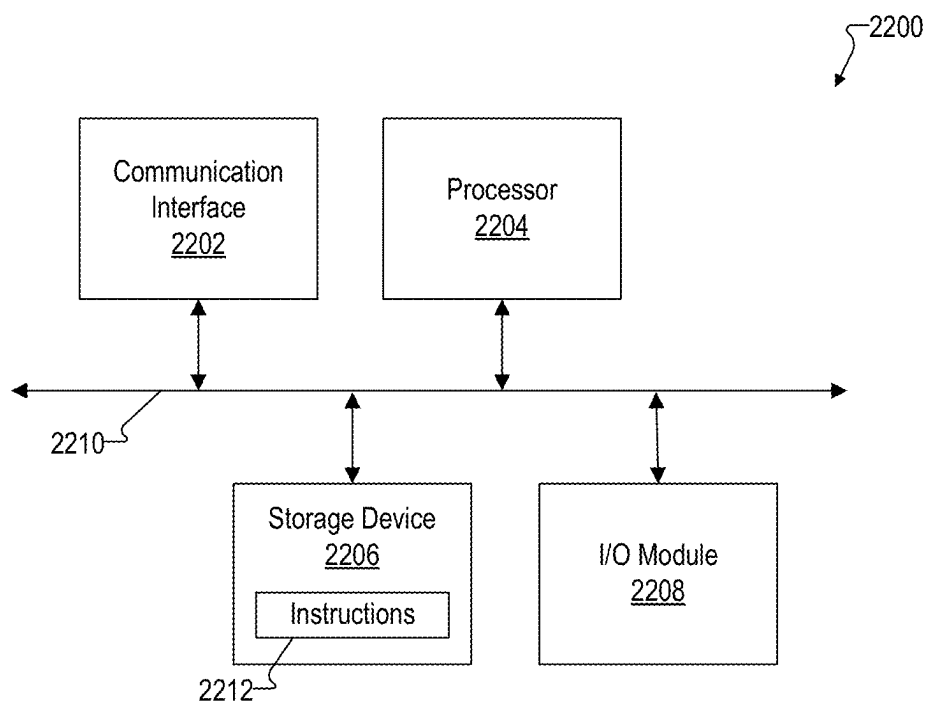 2200
Communication
Interface
2202
Processor
2204
2210
Storage Device
2206
Instructions
2212
I/O Module
2208